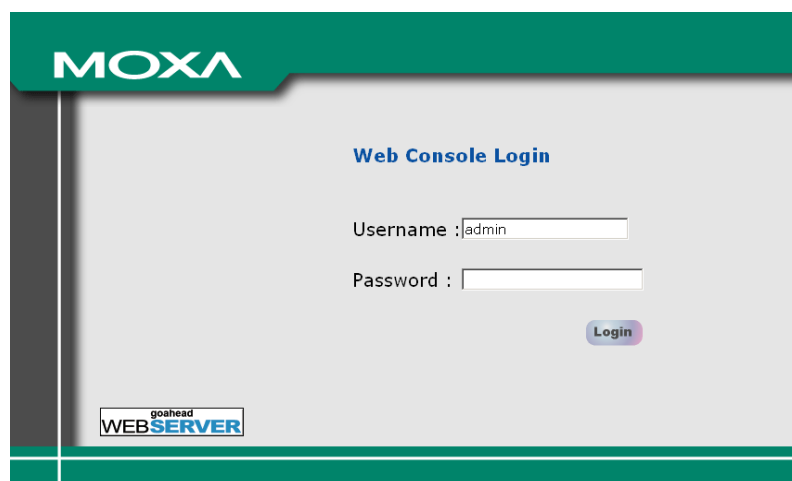 MOXA
Web Console Login
Username : admin
Password :
Login
goahead
WEBSERVER